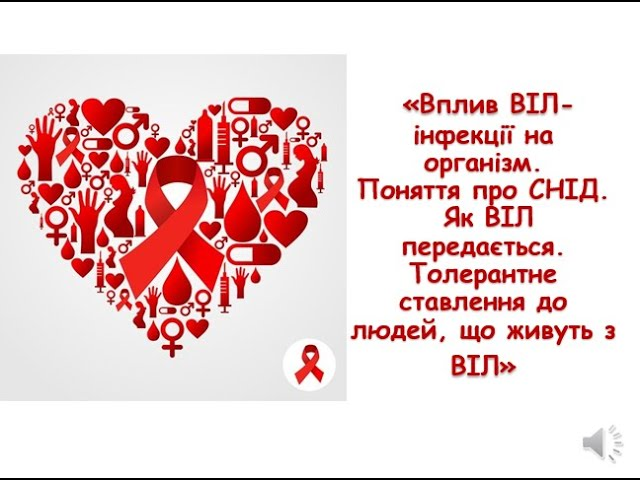 «Вплив ВІЛ-
інфекції на
організм.
Поняття про СНІД.
Як ВІЛ
передається.
Толерантне
ставлення до
людей, що живуть з
ВІЛ»